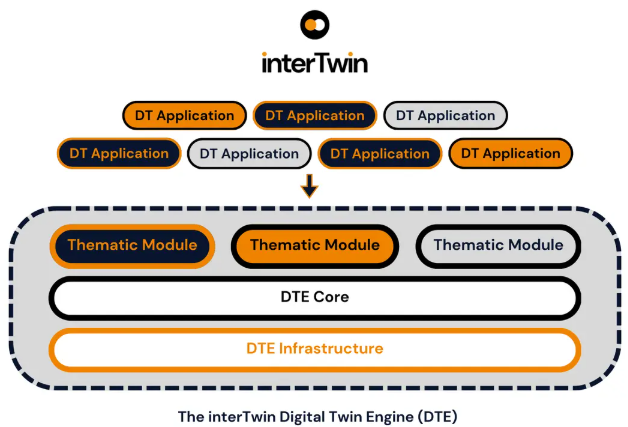 interTwin
DT Application DT Application DT Application
DT Application DT Application DT Application DT Application
Thematic Module Thematic Module Thematic Module
DTE Core
DTE Infrastructure
The interTwin Digital Twin Engine (DTE)